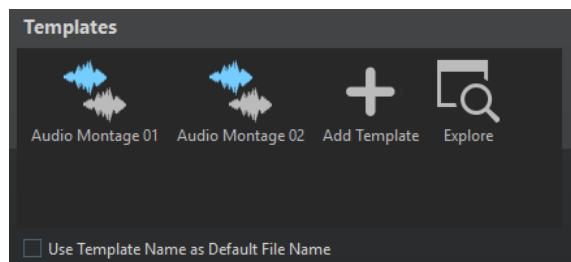 Templates
Audio Montage 01 Audio Montage 02 Add Template Explore
Use Template Name as Default File Name